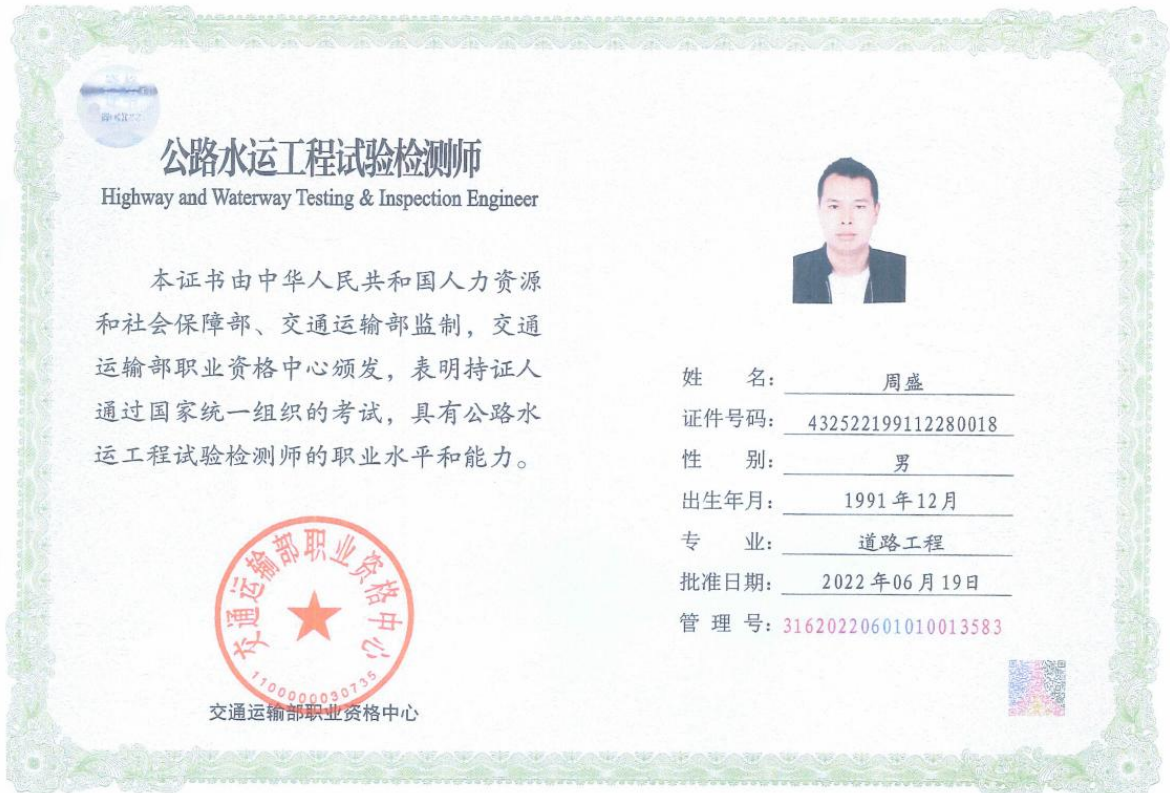 公路水运工程试验检测师
Highway and Waterway Testing & Inspection Engineer
本证书由中华人民共和国人力资源
和社会保障部、交通运输部监制，交通
运输部职业资格中心颁发，表明持证人
通过国家统一组织的考试，具有公路水
运工程试验检测师的职业水平和能力。
交通运输部职业资格中心
1100000030735
交通运输部职业资格中心
姓 名：周盛
证件号码：432522199112280018
性 别：男
出生年月：1991年12月
专 业：道路工程
批准日期：2022年06月19日
管 理 号：31620220601010013583